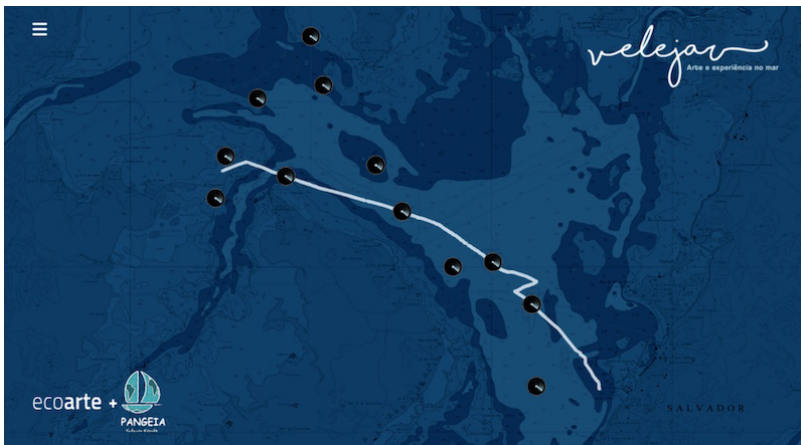 velejar
Arte e experiência no mar
SALVADOR
ecoarte +
PANGEIA